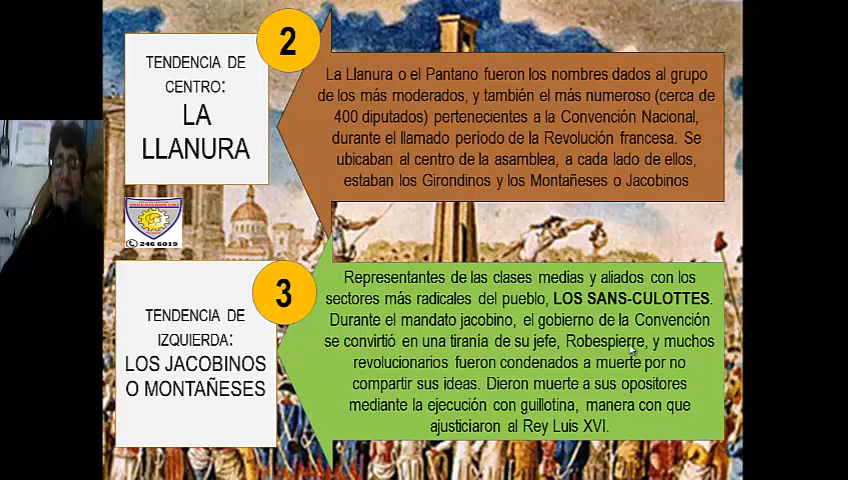 2
TENDENCIA DE
CENTRO:
LA
LLANURA
La Llanura o el Pantano fueron los nombres dados al grupo
de los más moderados, y también el más numeroso (cerca de
400 diputados) pertenecientes a la Convención Nacional,
durante el llamado período de la Revolución francesa. Se
ubicaban al centro de la asamblea, a cada lado de ellos,
estaban los Girondinos y los Montañeses o Jacobinos
246 6019
3
TENDENCIA DE
IZQUIERDA:
LOS JACOBINOS
O MONTAÑESES
Representantes de las clases medias y aliados con los
sectores más radicales del pueblo, LOS SANS-CULOTTES.
Durante el mandato jacobino, el gobierno de la Convención
se convirtió en una tiranía de su jefe, Robespierre, y muchos
revolucionarios fueron condenados a muerte por no
compartir sus ideas. Dieron muerte a sus opositores
mediante la ejecución con guillotina, manera con que
ajusticiaron al Rey Luis XVI.